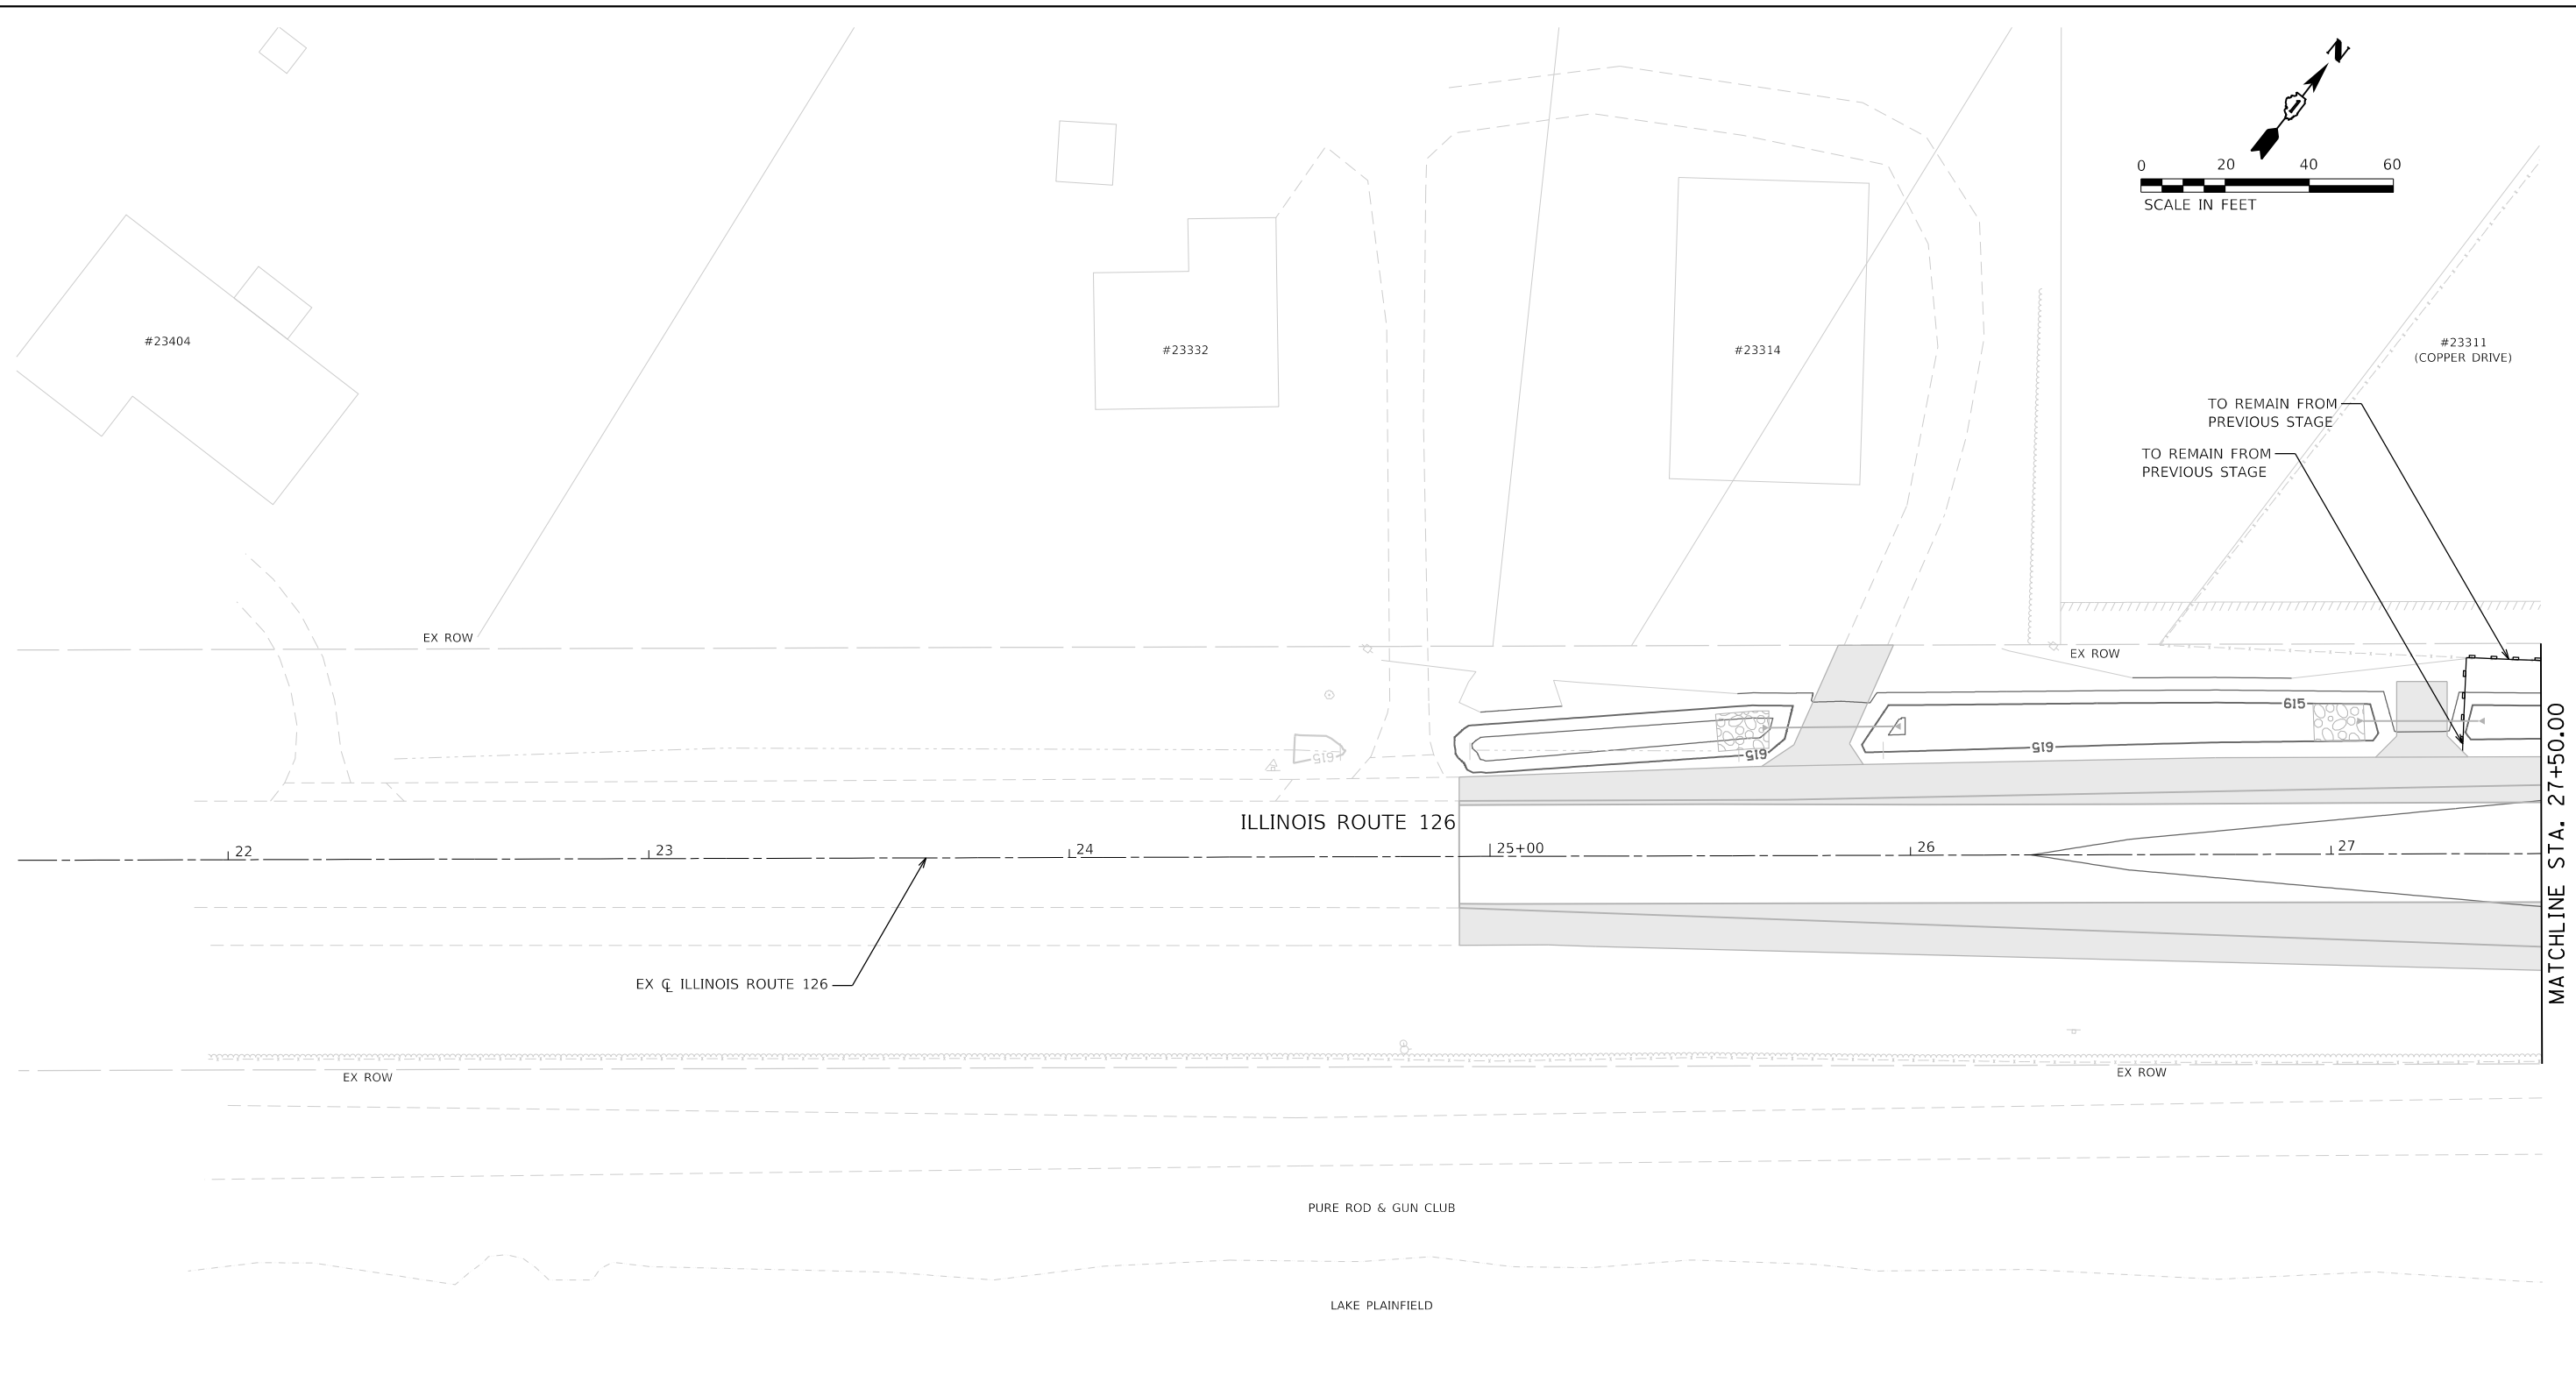 N
0 20 40 60
SCALE IN FEET
#23404
#23332
#23314
#23311
(COPPER DRIVE)
TO REMAIN FROM
PREVIOUS STAGE
TO REMAIN FROM
PREVIOUS STAGE
EX ROW
EX ROW
615
615
615
615
MATCHLINE STA. 27+50.00
ILLINOIS ROUTE 126
22 23 24 25+00 26 27
EX ℄ ILLINOIS ROUTE 126
EX ROW
EX ROW
PURE ROD & GUN CLUB
LAKE PLAINFIELD